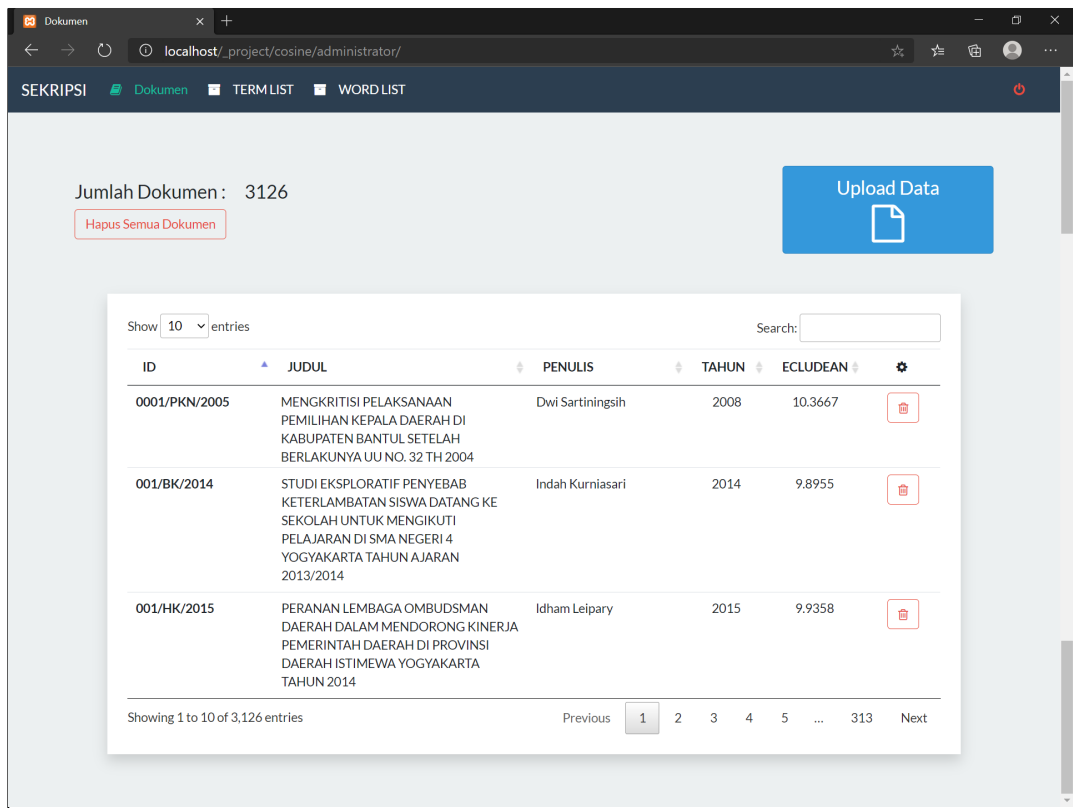 Dokumen
localhost/_project/cosine/administrator/
SEKRIPSI Dokumen TERM LIST WORD LIST
Jumlah Dokumen : 3126
Hapus Semua Dokumen
Upload Data
Show 10 entries
Search:
ID JUDUL PENULIS TAHUN ECLUDEAN
0001/PKN/2005 MENGKRITISI PELAKSANAAN Dwi Sartiningsih 2008 10.3667
PEMILIHAN KEPALA DAERAH DI
KABUPATEN BANTUL SETELAH
BERLAKUNYA UU NO. 32 TH 2004
001/BK/2014 STUDI EKSPLORATIF PENYEBAB Indah Kurniasari 2014 9.8955
KETERLAMBATAN SISWA DATANG KE
SEKOLAH UNTUK MENGIKUTI
PELAJARAN DI SMA NEGERI 4
YOGYAKARTA TAHUN AJARAN
2013/2014
001/HK/2015 PERANAN LEMBAGA OMBUDSMAN Idham Leipary 2015 9.9358
DAERAH DALAM MENDORONG KINERJA
PEMERINTAH DAERAH DI PROVINSI
DAERAH ISTIMEWA YOGYAKARTA
TAHUN 2014
Showing 1 to 10 of 3,126 entries
Previous 1 2 3 4 5 … 313 Next